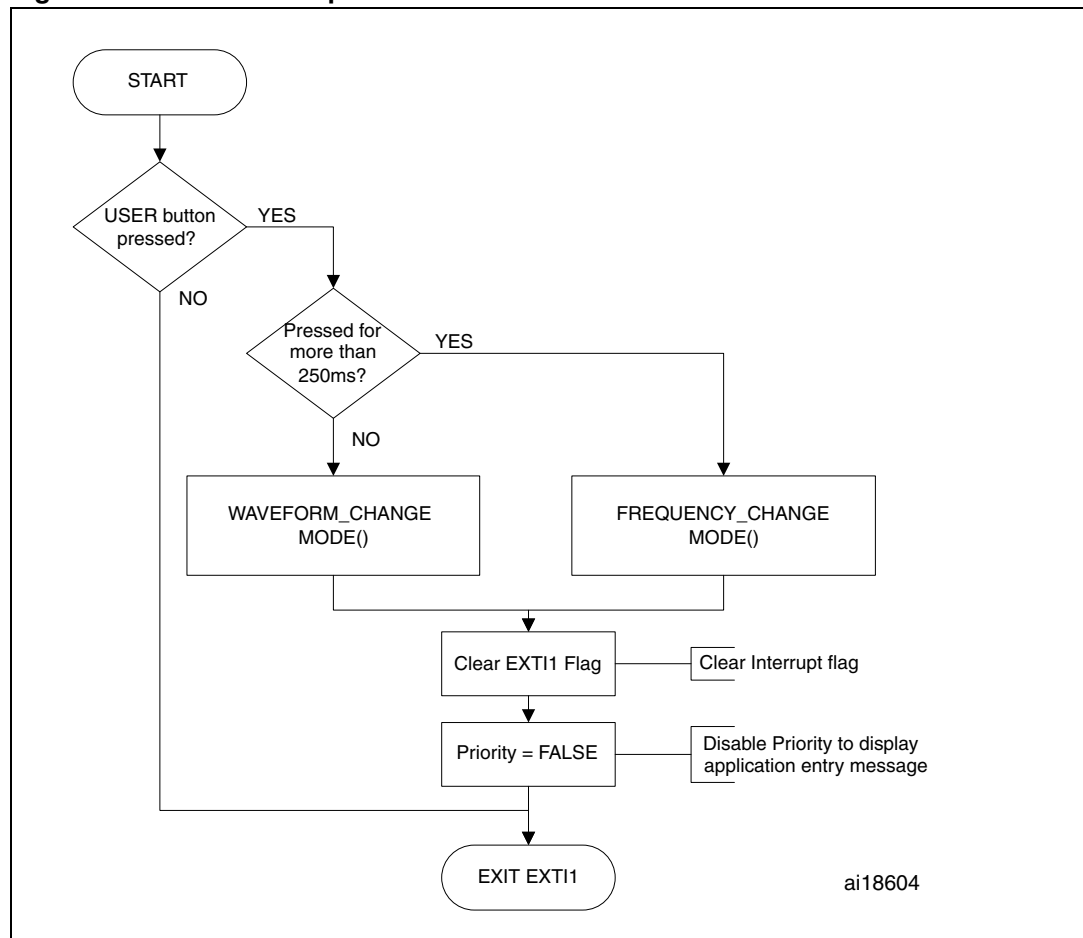 START
USER button
pressed?
YES
NO
Pressed for
more than
250ms?
YES
NO
WAVEFORM_CHANGE
MODE()
FREQUENCY_CHANGE
MODE()
Clear EXTI1 Flag
Clear Interrupt flag
Priority = FALSE
Disable Priority to display
application entry message
EXIT EXTI1
ai18604